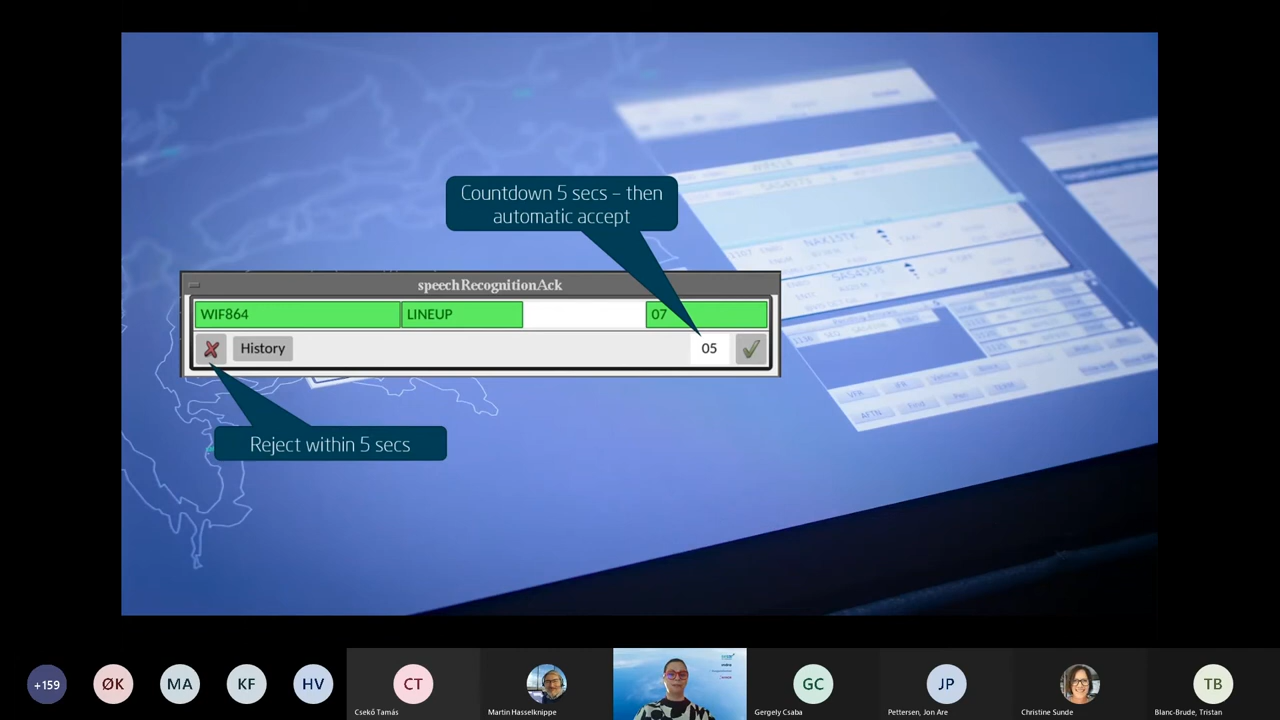 Countdown 5 secs – then
automatic accept
speechRecognitionAck
WIF864 LINEUP 07
History 05
Reject within 5 secs
+159 ØK MA KF HV CT GC JP TB
Csekö Tamás Martin Hasselknippe Gergely Csaba Pettersen, Jon Are Christine Sunde Blanc-Brude, Tristan